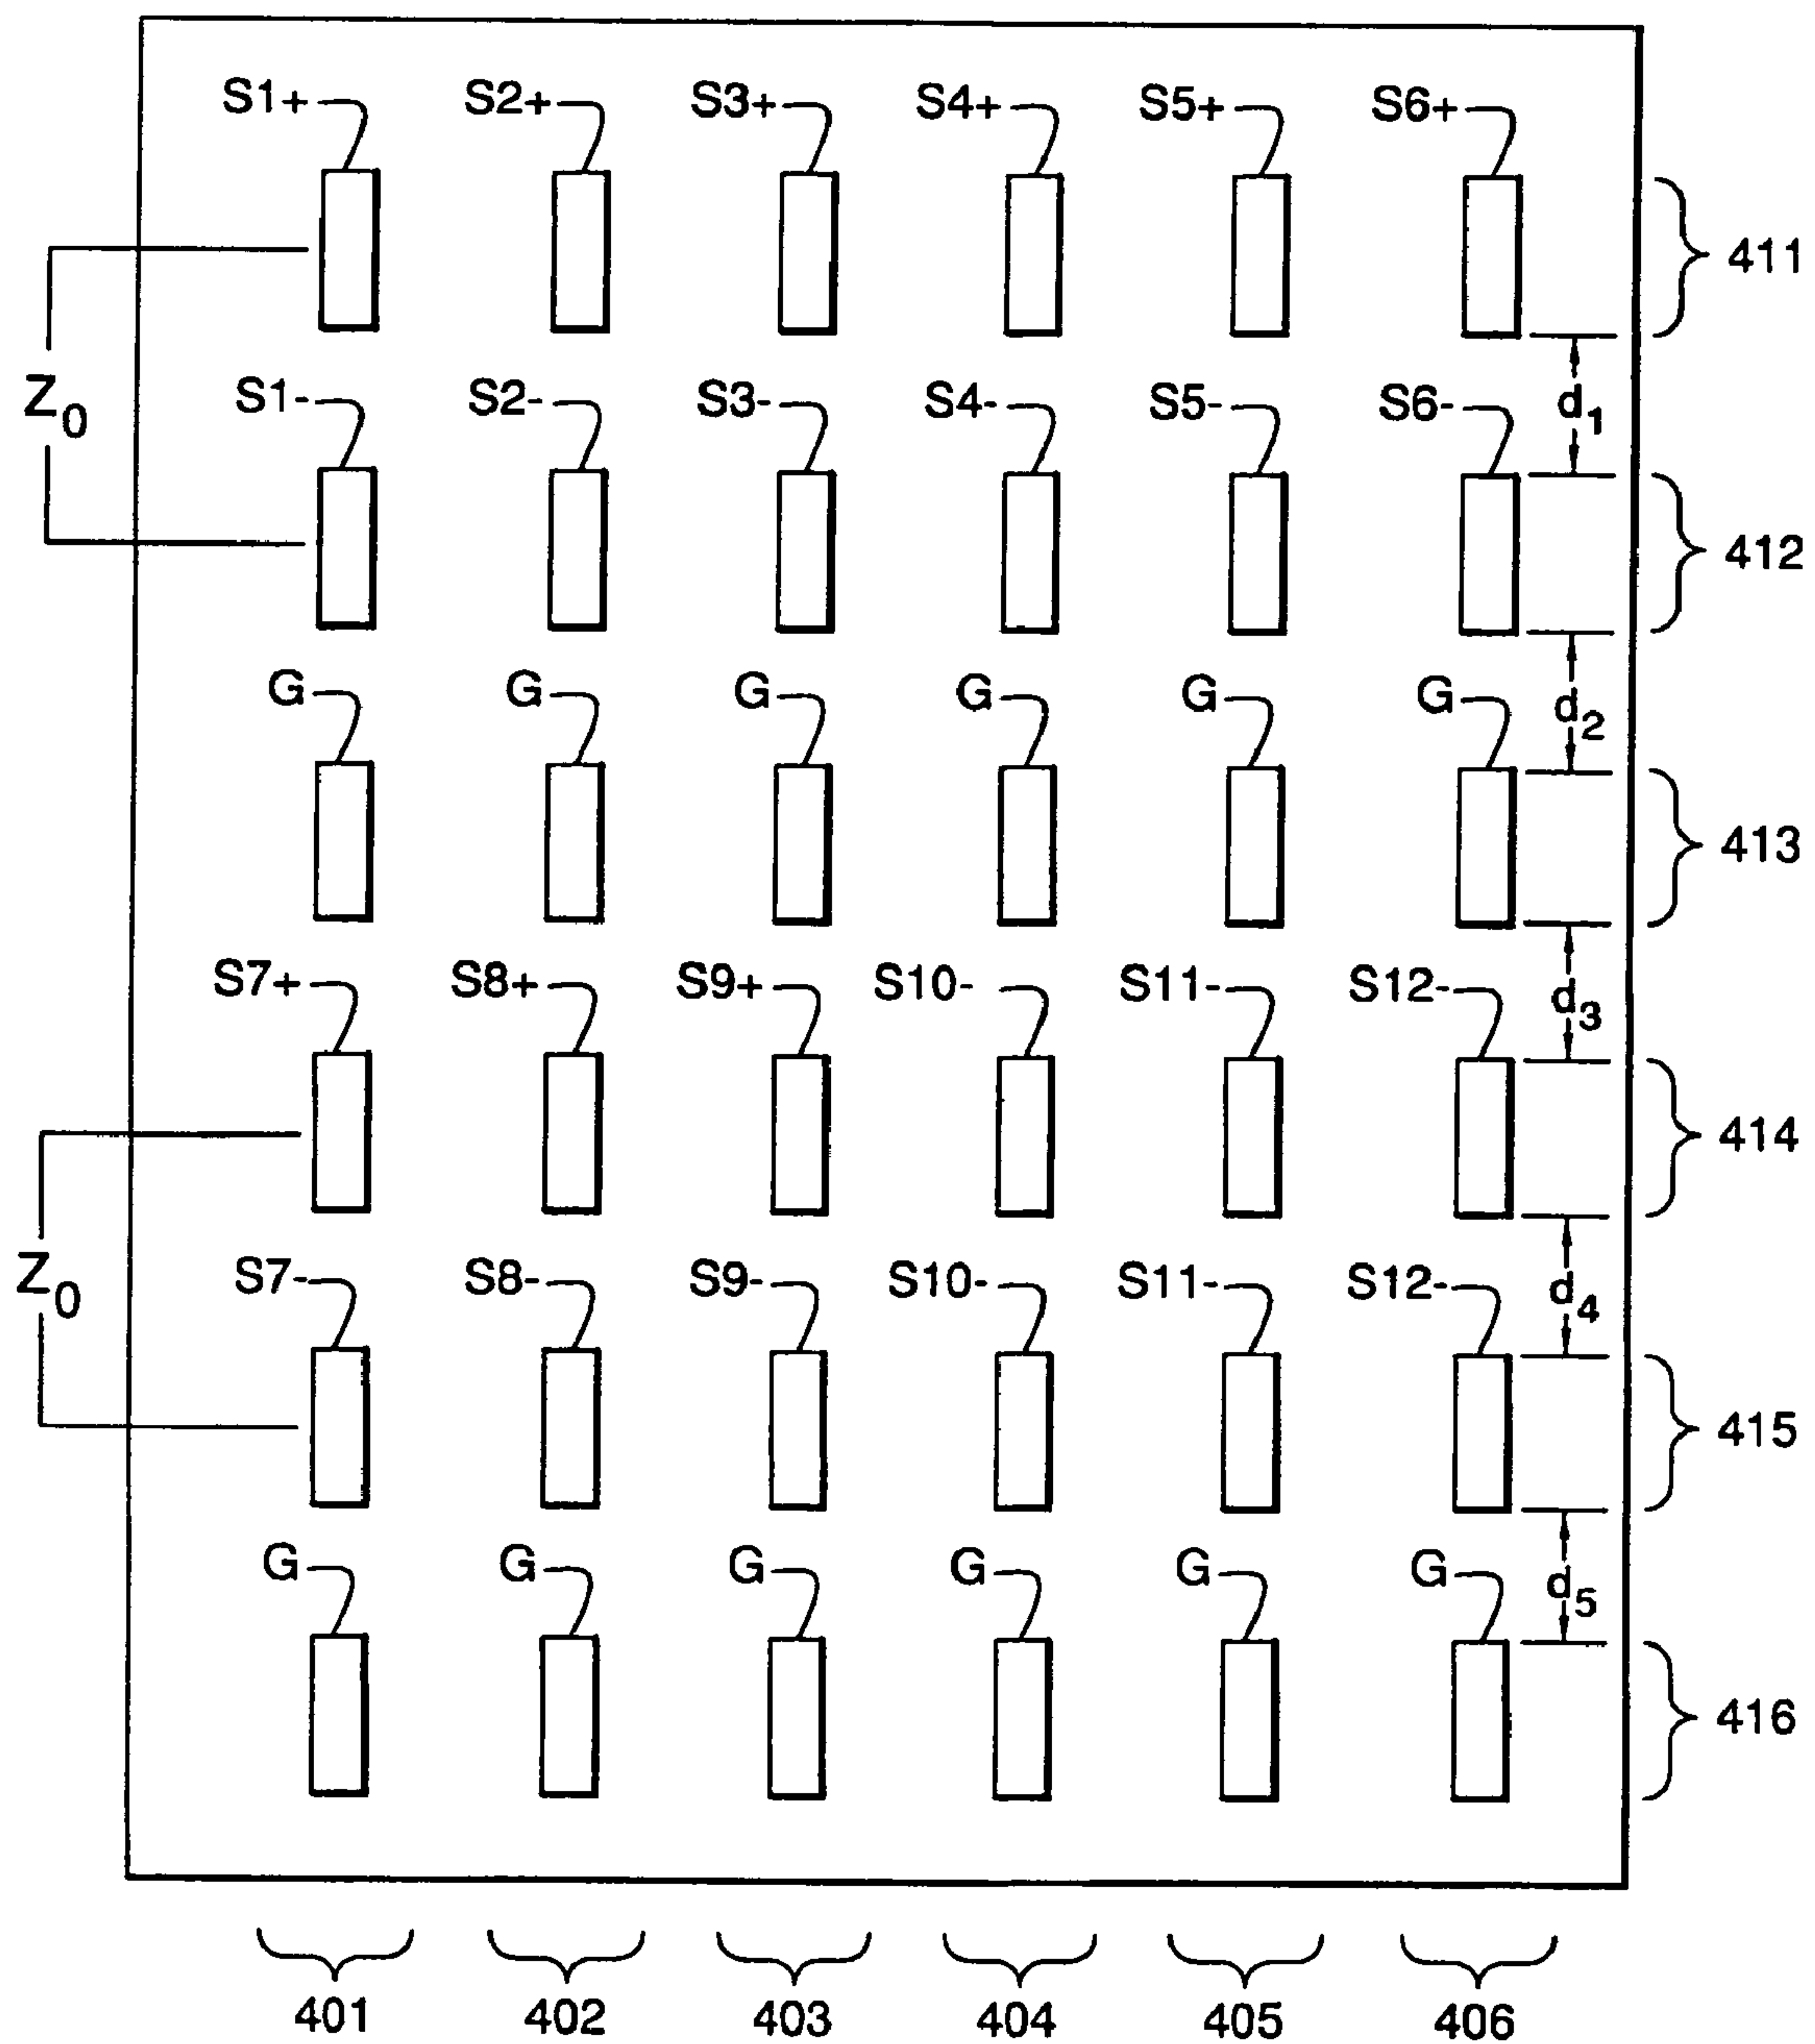 S1+ S2+ S3+ S4+ S5+ S6+
411
Z0
S1- S2- S3- S4- S5- S6- d1
412
G G G G G G d2
413
S7+ S8+ S9+ S10- S11- S12- d3
414
Z0
S7- S8- S9- S10- S11- S12- d4
415
G G G G G G d5
416
401 402 403 404 405 406